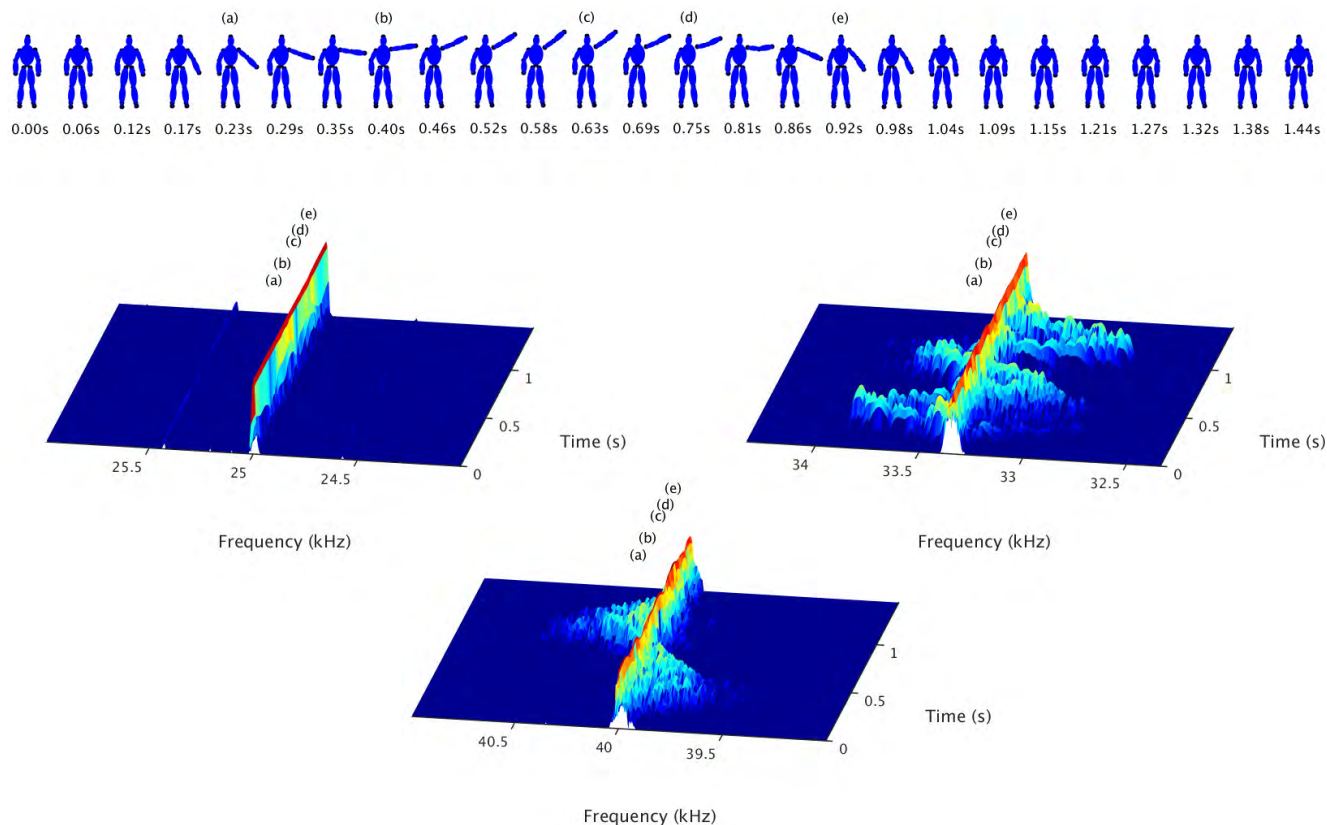 (a) (b) (c) (d) (e)
0.00s 0.06s 0.12s 0.17s 0.23s 0.29s 0.35s 0.40s 0.46s 0.52s 0.58s 0.63s 0.69s 0.75s 0.81s 0.86s 0.92s 0.98s 1.04s 1.09s 1.15s 1.21s 1.27s 1.32s 1.38s 1.44s
(e)
(d)
(c)
(b)
(a)
1
0.5
Time (s)
0
25.5
25
24.5
Frequency (kHz)
(e)
(d)
(c)
(b)
(a)
1
0.5
Time (s)
0
34
33.5
33
32.5
Frequency (kHz)
(e)
(d)
(c)
(b)
(a)
1
0.5
Time (s)
0
40.5
40
39.5
Frequency (kHz)